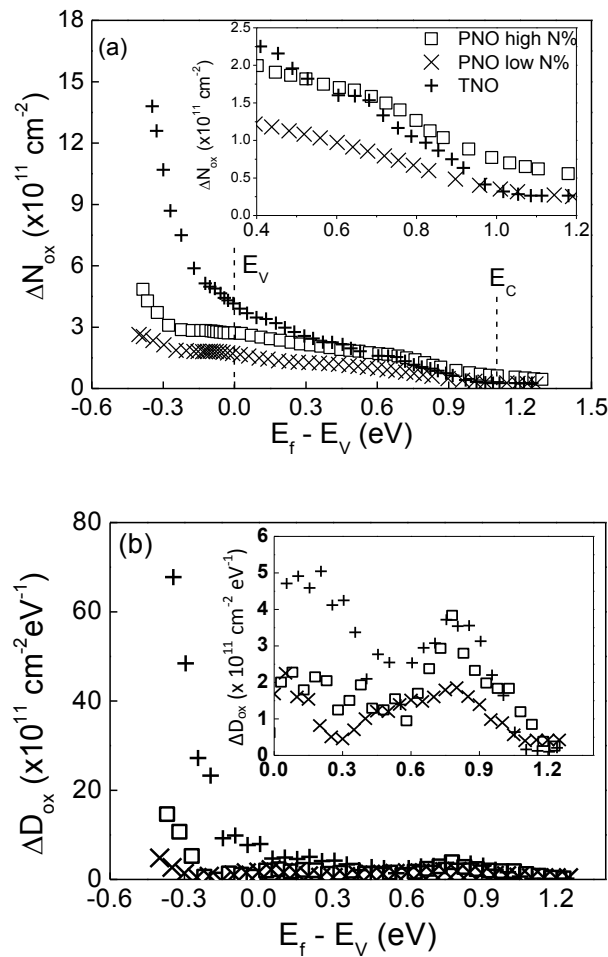 (a)
18
15
12
9
6
3
0
ΔN_ox (x10^11 cm^-2)
-0.6 -0.3 0.0 0.3 0.6 0.9 1.2 1.5
E_f - E_V (eV)
E_V
E_C
2.5
2.0
1.5
1.0
0.5
0.0
ΔN_ox (x10^11 cm^-2)
0.4 0.6 0.8 1.0 1.2
PNO high N%
PNO low N%
TNO
(b)
80
60
40
20
0
ΔD_ox (x10^11 cm^-2eV^-1)
-0.6 -0.3 0.0 0.3 0.6 0.9 1.2
E_f - E_V (eV)
6
5
4
3
2
1
0
ΔD_ox (x 10^11 cm^-2 eV^-1)
0.0 0.3 0.6 0.9 1.2